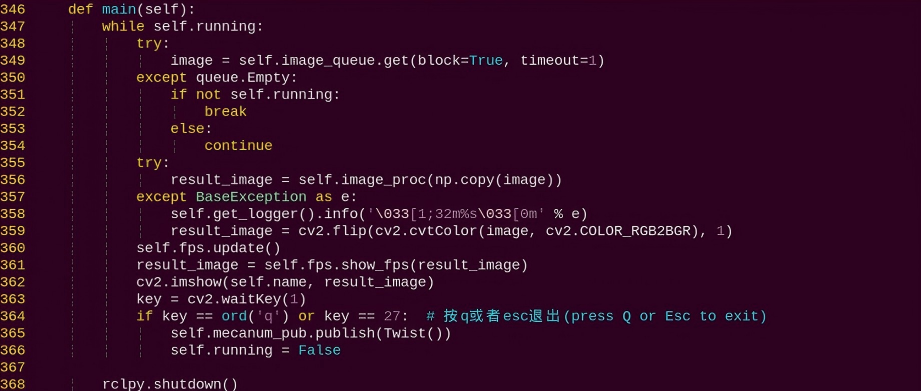 346     def main(self):
347         while self.running:
348             try:
349                 image = self.image_queue.get(block=True, timeout=1)
350             except queue.Empty:
351                 if not self.running:
352                     break
353                 else:
354                     continue
355             try:
356                 result_image = self.image_proc(np.copy(image))
357             except BaseException as e:
358                 self.get_logger().info('\033[1;32m%s\033[0m' % e)
359                 result_image = cv2.flip(cv2.cvtColor(image, cv2.COLOR_RGB2BGR), 1)
360             self.fps.update()
361             result_image = self.fps.show_fps(result_image)
362             cv2.imshow(self.name, result_image)
363             key = cv2.waitKey(1)
364             if key == ord('q') or key == 27:  # 按q或者esc退出(press Q or Esc to exit)
365                 self.mecanum_pub.publish(Twist())
366                 self.running = False
367
368         rclpy.shutdown()